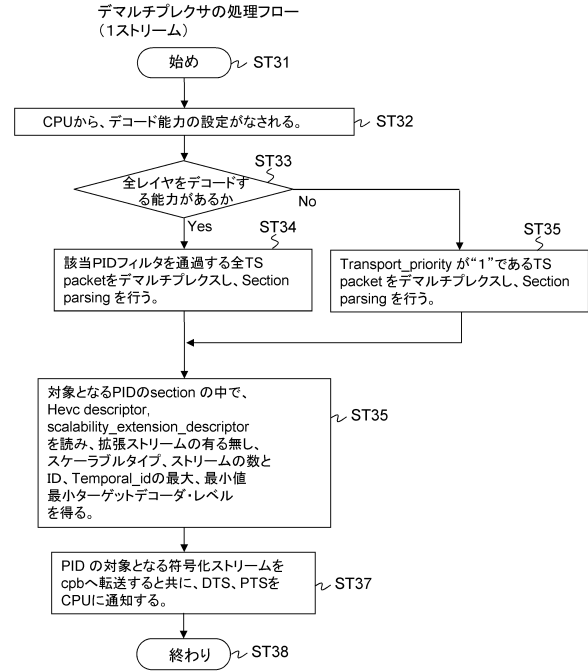 デマルチプレクサの処理フロー
（1ストリーム）
始め
ST31
CPUから、デコード能力の設定がなされる。
ST32
ST33
全レイヤをデコードす
る能力があるか
No
Yes
ST34
該当PIDフィルタを通過する全TS
packetをデマルチプレクスし、Section
parsing を行う。
ST35
Transport_priority が“1”であるTS
packet をデマルチプレクスし、Section
parsing を行う。
対象となるPIDのsection の中で、
Hevc descriptor,
scalability_extension_descriptor
を読み、拡張ストリームの有る無し、
スケーラブルタイプ、ストリームの数と
ID、Temporal_idの最大、最小値
最小ターゲットデコーダ・レベル
を得る。
ST35
PID の対象となる符号化ストリームを
cpbへ転送すると共に、DTS、PTSを
CPUに通知する。
ST37
終わり
ST38